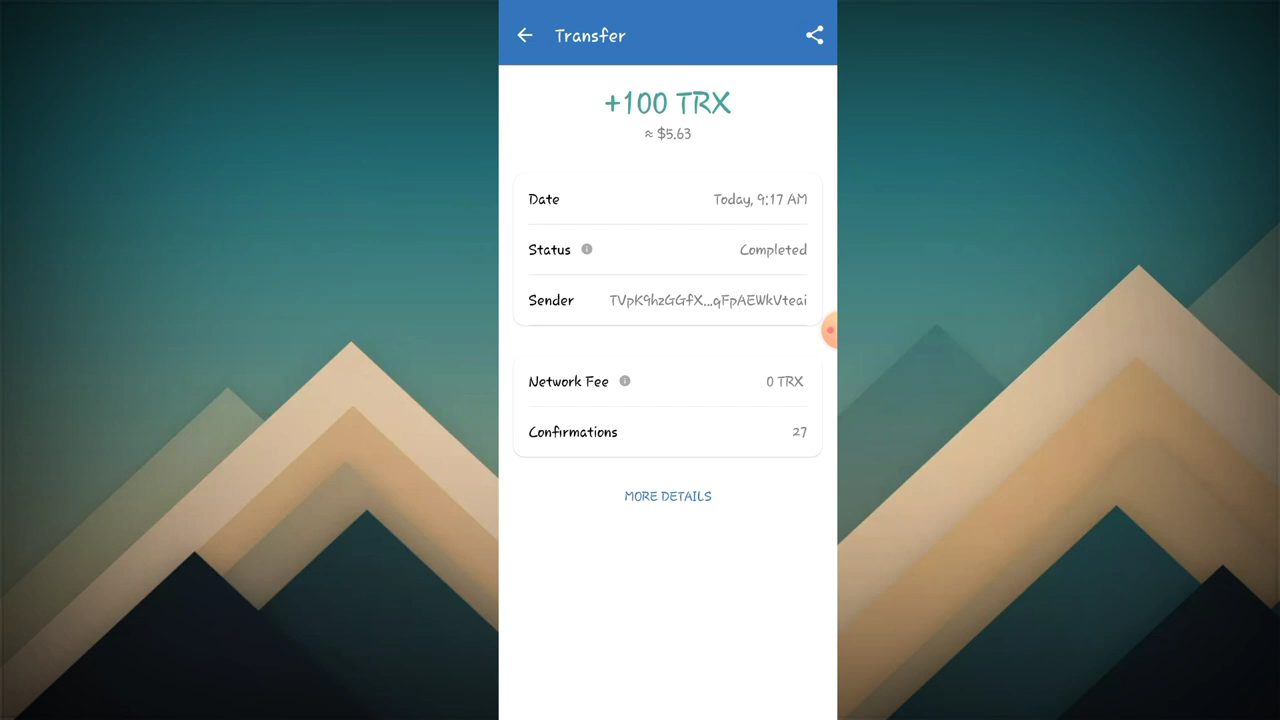 Transfer
+100 TRX
≈ $5.63
Date Today, 9:17 AM
Status Completed
Sender TVpK9hzGGfX...qFpAEWkVteai
Network Fee 0 TRX
Confirmations 27
MORE DETAILS